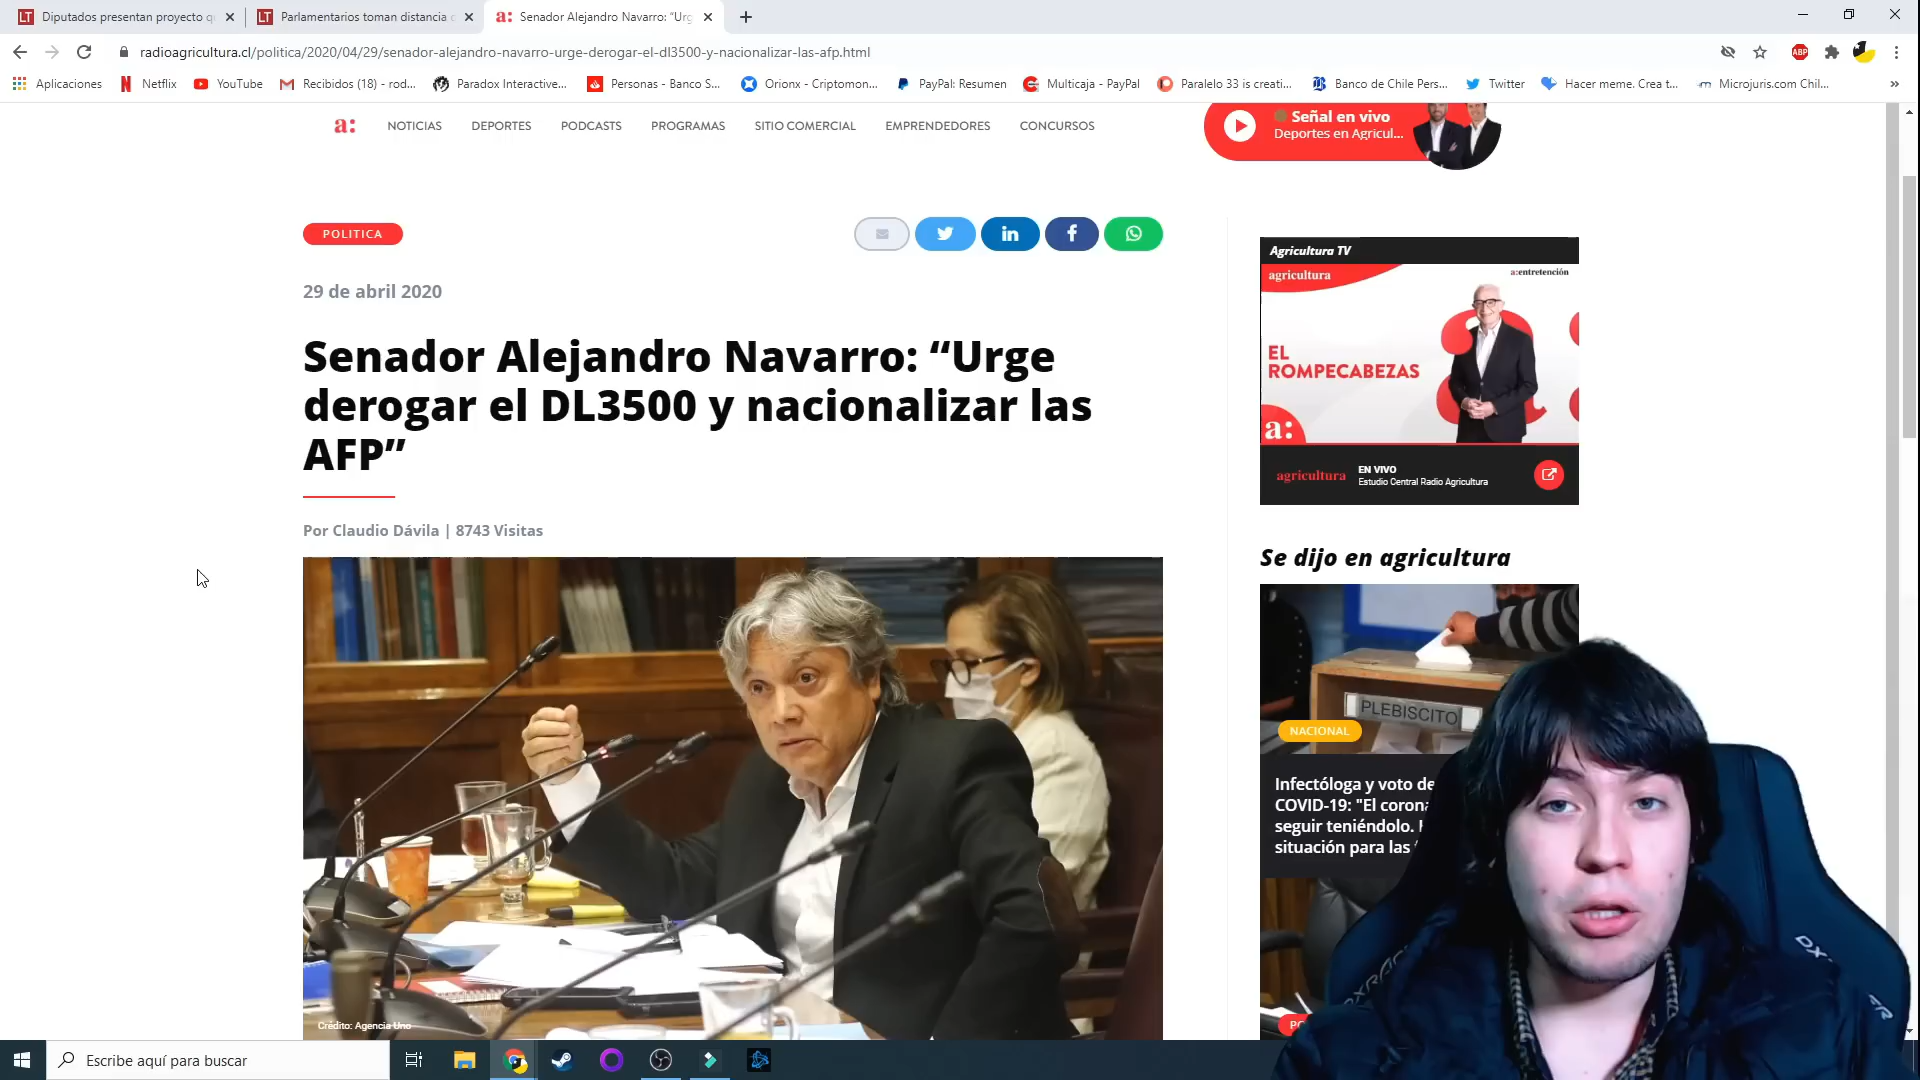 Diputados presentan proyecto
Parlamentarios toman distancia
Senador Alejandro Navarro: “Urg
radioagricultura.cl/politica/2020/04/29/senador-alejandro-navarro-urge-derogar-el-dl3500-y-nacionalizar-las-afp.html
Aplicaciones
Netflix
YouTube
Recibidos (18) - rod...
Paradox Interactive...
Personas - Banco S...
Orionx - Criptomon...
PayPal: Resumen
Multicaja - PayPal
Paralelo 33 is creati...
Banco de Chile Pers...
Twitter
Hacer meme. Crea t...
Microjuris.com Chil...
a:
NOTICIAS
DEPORTES
PODCASTS
PROGRAMAS
SITIO COMERCIAL
EMPRENDEDORES
CONCURSOS
Señal en vivo
Deportes en Agricul...
POLITICA
29 de abril 2020
Senador Alejandro Navarro: “Urge
derogar el DL3500 y nacionalizar las
AFP”
Por Claudio Dávila | 8743 Visitas
Crédito: Agencia Uno
Agricultura TV
agricultura
a:entretención
EL
ROMPECABEZAS
a:
agricultura
EN VIVO
Estudio Central Radio Agricultura
Se dijo en agricultura
PLEBISCITO
NACIONAL
Infectóloga y voto de
COVID-19: "El corona
seguir teniéndolo.
situación para las
PO
DXRACER
DX
Escribe aquí para buscar